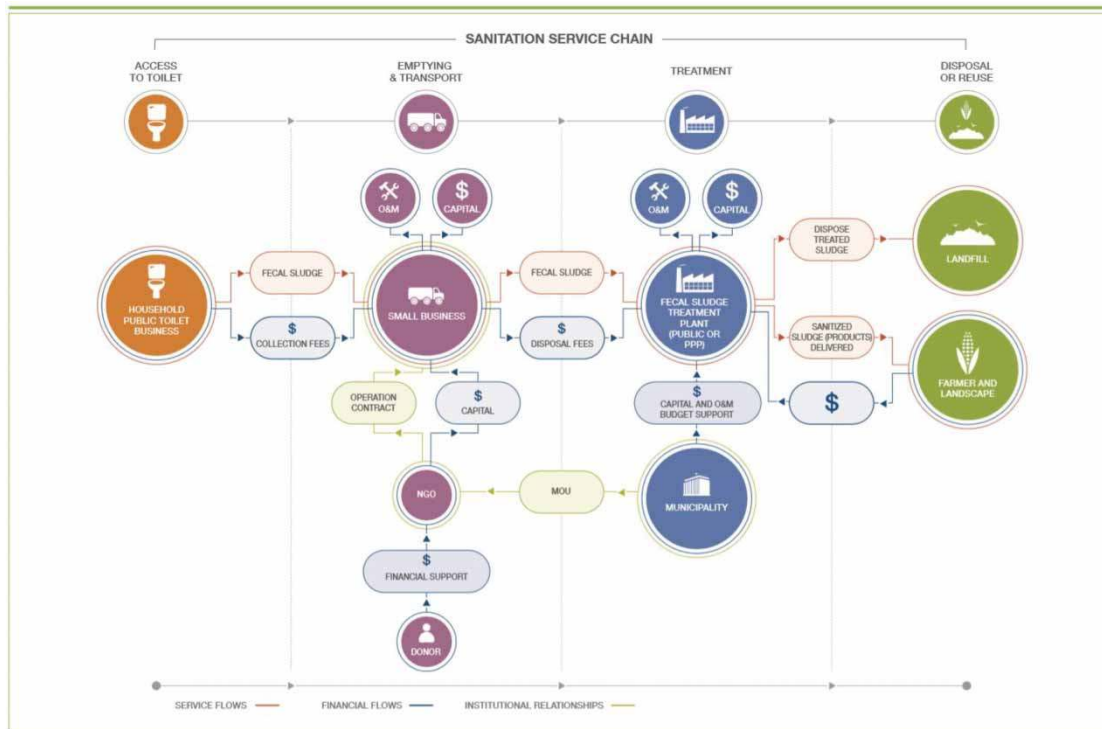 SANITATION SERVICE CHAIN
ACCESS
TO TOILET
EMPTYING
& TRANSPORT
TREATMENT
DISPOSAL
OR REUSE
O&M
$
CAPITAL
O&M
$
CAPITAL
DISPOSE
TREATED
SLUDGE
LANDFILL
HOUSEHOLD
PUBLIC TOILET
BUSINESS
FECAL SLUDGE
$
COLLECTION FEES
SMALL BUSINESS
FECAL SLUDGE
$
DISPOSAL FEES
FECAL SLUDGE
TREATMENT
PLANT
(PUBLIC OR
PPP)
SANITIZED
SLUDGE (PRODUCTS)
DELIVERED
FARMER AND
LANDSCAPE
$
OPERATION
CONTRACT
$
CAPITAL
$
CAPITAL AND O&M
BUDGET SUPPORT
NGO
MOU
MUNICIPALITY
$
FINANCIAL SUPPORT
DONOR
SERVICE FLOWS
FINANCIAL FLOWS
INSTITUTIONAL RELATIONSHIPS